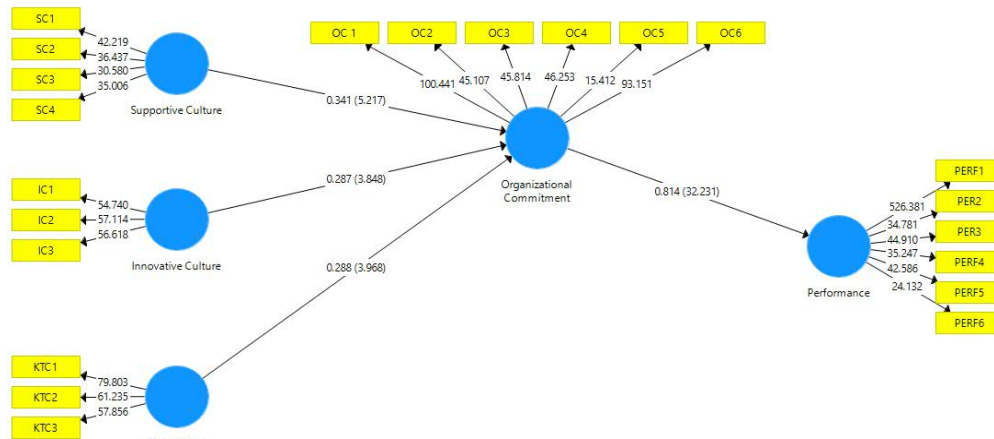 SC1
SC2
SC3
SC4
42.219
36.437
30.580
35.006
Supportive Culture
OC 1
OC2
OC3
OC4
OC5
OC6
100.441
45.107
45.814
46.253
15.412
93.151
0.341 (5.217)
Organizational
Commitment
IC1
IC2
IC3
54.740
57.114
56.618
Innovative Culture
0.287 (3.848)
0.288 (3.968)
0.814 (32.231)
PERF1
PER2
PER3
PERF4
PERF5
PERF6
526.381
34.781
44.910
35.247
42.586
24.132
Performance
KTC1
KTC2
KTC3
79.803
61.235
57.856